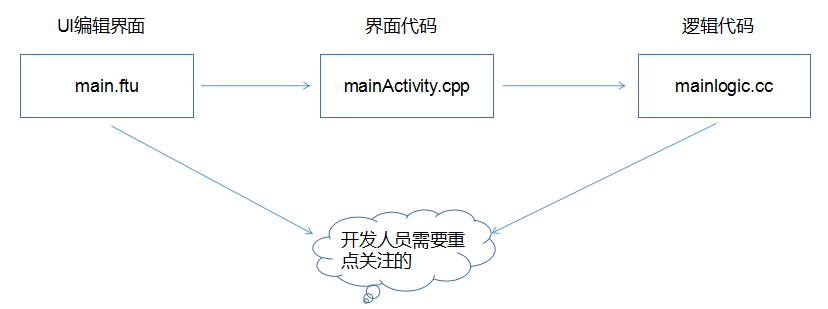 UI编辑界面
界面代码
逻辑代码
main.ftu
mainActivity.cpp
mainlogic.cc
开发人员需要重
点关注的